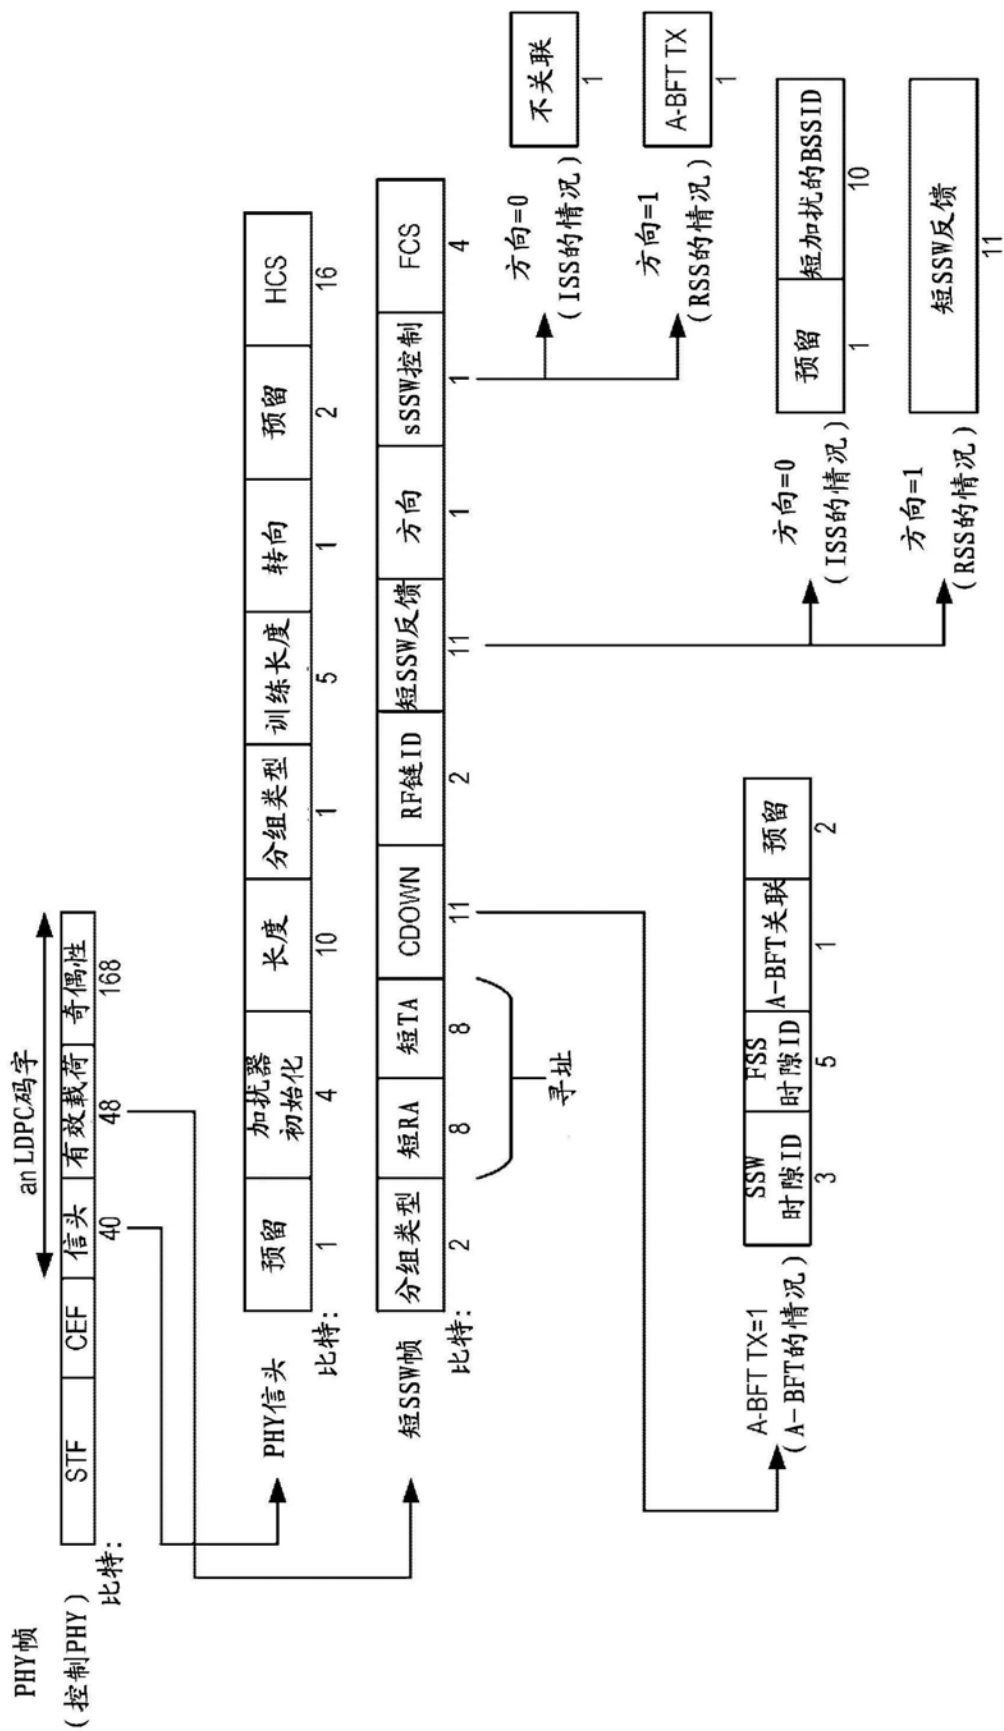 PHY帧
(控制PHY)
an LDPC码字
STF CEF 信头 有效载荷 奇偶性
比特: 40 48 168
PHY信头
预留 加扰器初始化 长度 分组类型 训练长度 转向 预留 HCS
比特: 1 4 10 1 5 1 2 16
短SSW帧
分组类型 短RA 短TA CDOWN RF链ID 短SSW反馈 方向 sSSW控制 FCS
比特: 2 8 8 11 2 11 1 1 4
寻址
方向=0
(ISS的情况)
不关联
1
方向=1
(RSS的情况)
A-BFT TX
1
A-BFT TX=1
(A-BFT的情况)
SSW时隙ID FSS时隙ID A-BFT关联 预留
3 5 1 2
方向=0
(ISS的情况)
预留 短加扰的BSSID
1 10
方向=1
(RSS的情况)
短SSW反馈
11